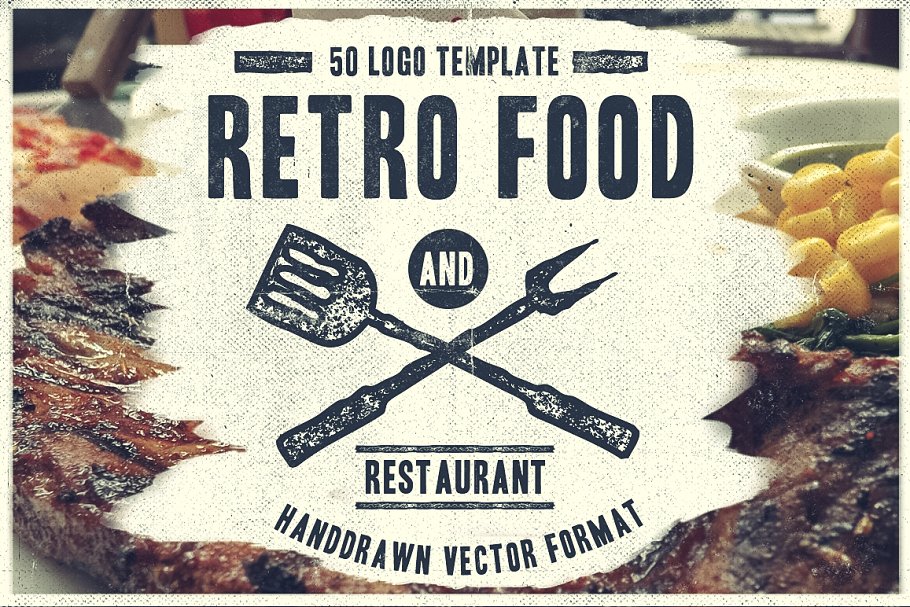 50 LOGO TEMPLATE
RETRO FOOD
AND
RESTAURANT
HANDDRAWN VECTOR FORMAT